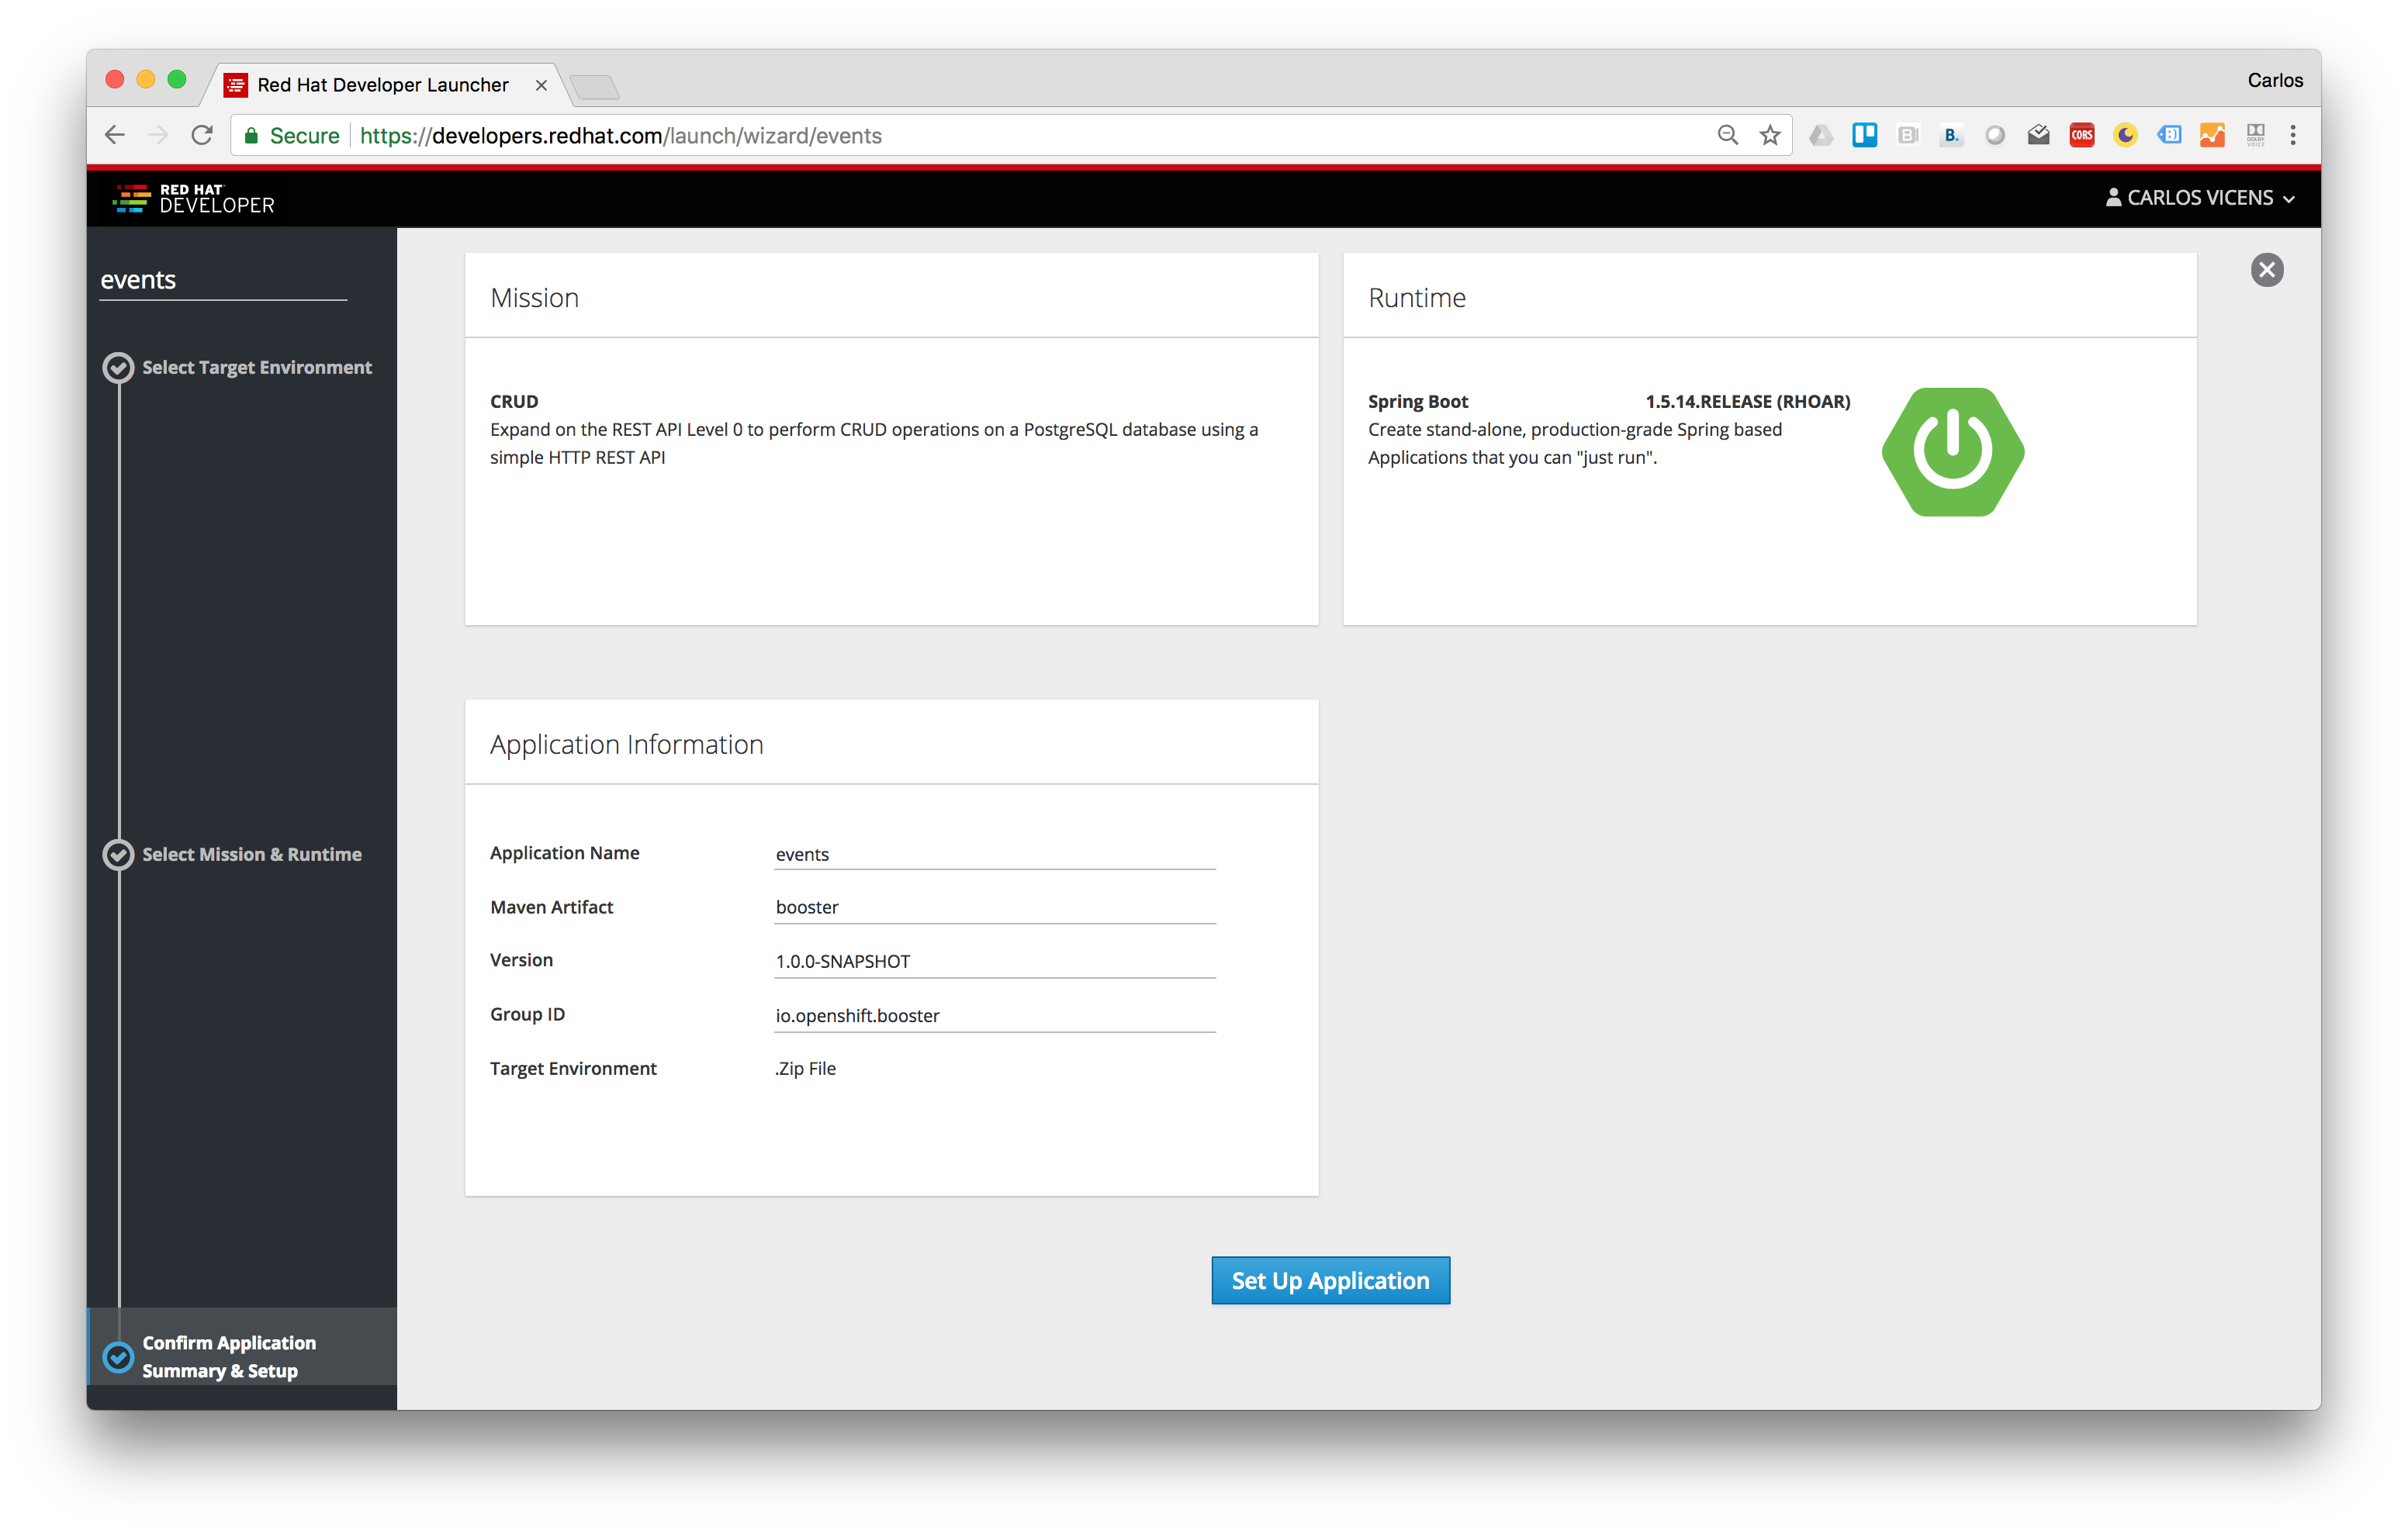 Red Hat Developer Launcher
Carlos
Secure
https://developers.redhat.com/launch/wizard/events
B.
CORS
DOLBY
VOICE
RED HAT
DEVELOPER
CARLOS VICENS
events
Select Target Environment
Select Mission & Runtime
Confirm Application
Summary & Setup
Mission
CRUD
Expand on the REST API Level 0 to perform CRUD operations on a PostgreSQL database using a
simple HTTP REST API
Runtime
Spring Boot 1.5.14.RELEASE (RHOAR)
Create stand-alone, production-grade Spring based
Applications that you can "just run".
Application Information
Application Name events
Maven Artifact booster
Version 1.0.0-SNAPSHOT
Group ID io.openshift.booster
Target Environment .Zip File
Set Up Application